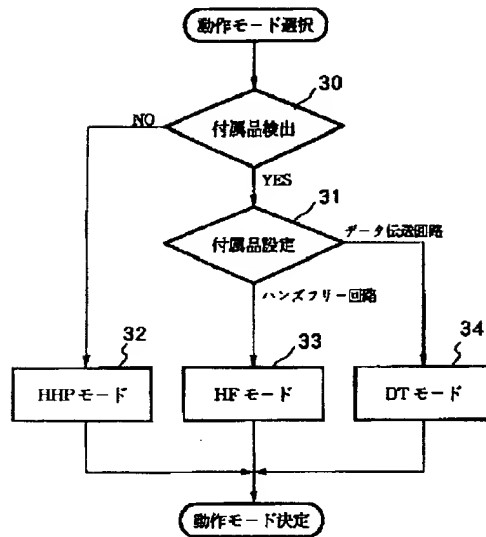 動作モード選択
30
付属品検出
NO
YES
31
付属品設定
データ伝送回路
ハンズフリー回路
32
33
34
HHPモード
HFモード
DTモード
動作モード決定